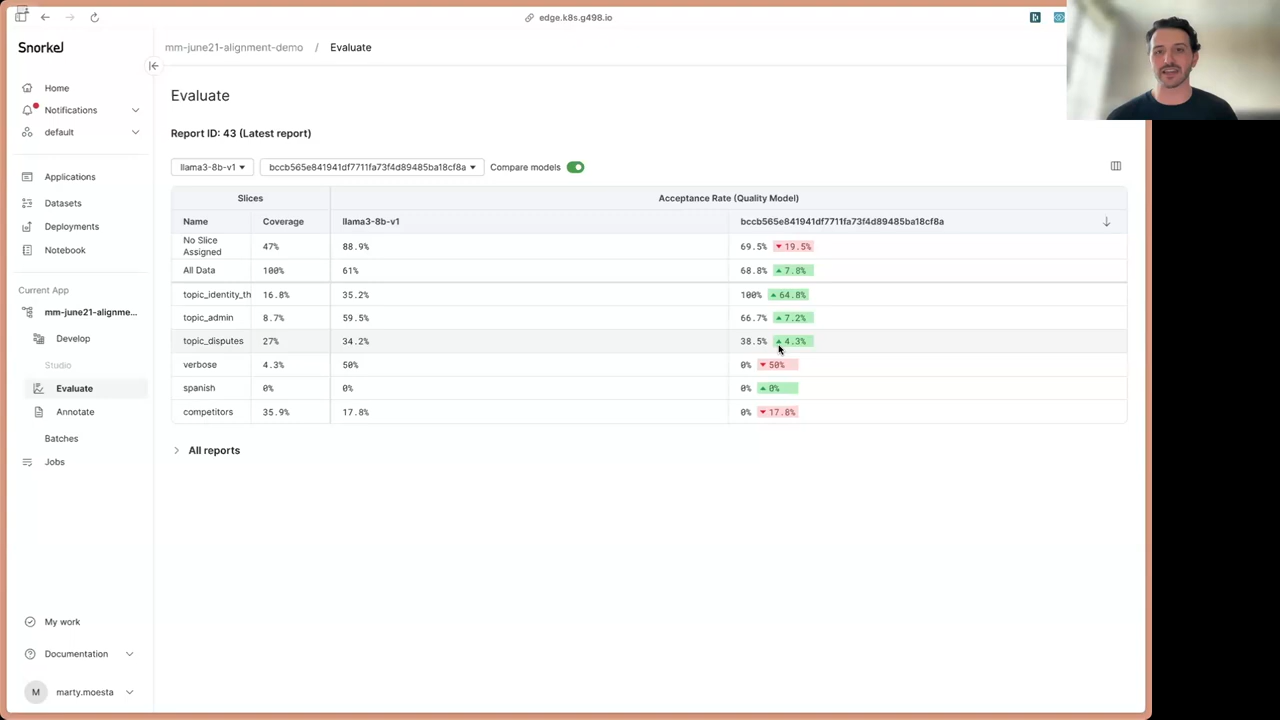 edge.k8s.g498.io
Snorkel
mm-june21-alignment-demo / Evaluate
Home
Notifications
default
Applications
Datasets
Deployments
Notebook
Current App
mm-june21-alignme...
Develop
Studio
Evaluate
Annotate
Batches
Jobs
My work
Documentation
M marty.moesta
Evaluate
Report ID: 43 (Latest report)
llama3-8b-v1 bccb565e841941df7711fa73f4d89485ba18cf8a Compare models
Slices Acceptance Rate (Quality Model)
Name Coverage llama3-8b-v1 bccb565e841941df7711fa73f4d89485ba18cf8a
No Slice
Assigned 47% 88.9% 69.5% 19.5%
All Data 100% 61% 68.8% 7.8%
topic_identity_th 16.8% 35.2% 100% 64.8%
topic_admin 8.7% 59.5% 66.7% 7.2%
topic_disputes 27% 34.2% 38.5% 4.3%
verbose 4.3% 50% 0% 50%
spanish 0% 0% 0% 0%
competitors 35.9% 17.8% 0% 17.8%
All reports